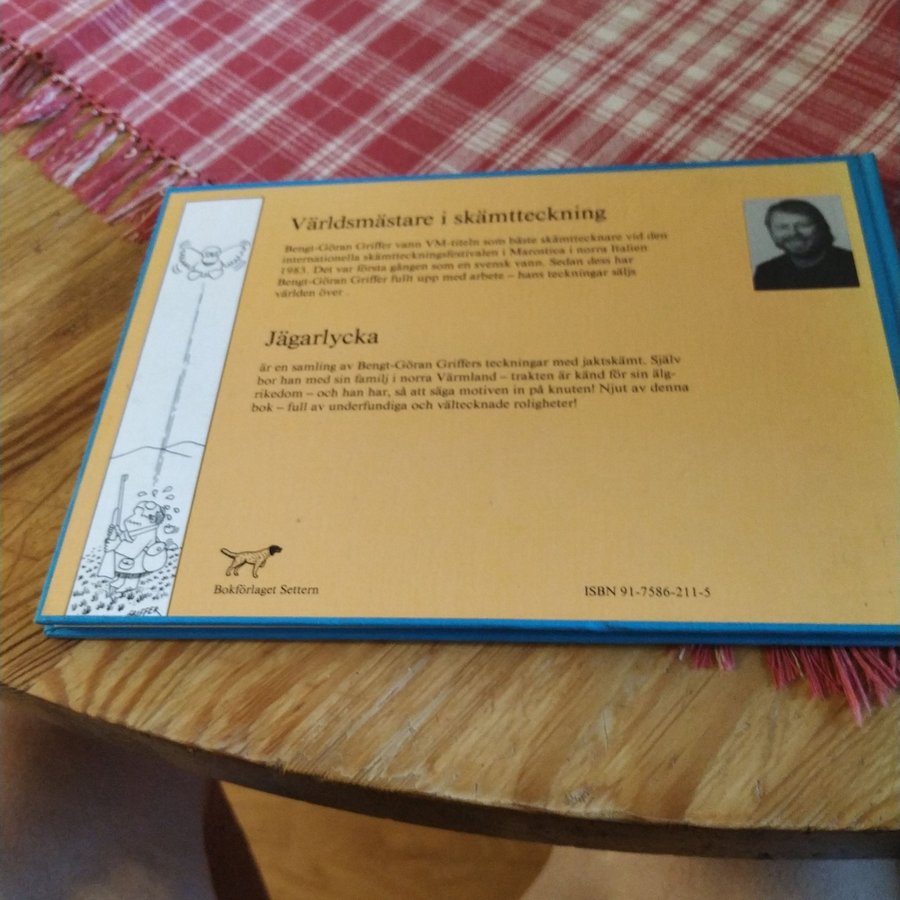 Världsmästare i skämtteckning
Bengt-Göran Griffer vann VM-titeln som bäste skämttecknare vid den
internationella skämtteckningsfestivalen i Marostica i norra Italien
1983. Det var första gången som en svensk vann. Sedan dess har
Bengt-Göran Griffer fullt upp med arbete – hans teckningar säljs
världen över.
Jägarlycka
är en samling av Bengt-Göran Griffers teckningar med jaktskämt. Själv
bor han med sin familj i norra Värmland – trakten är känd för sin älg-
rikedom – och han har, så att säga motiven in på knuten! Njut av denna
bok – full av underfundiga och vältecknade roligheter!
GRIFFER
Bokförlaget Settern
ISBN 91-7586-211-5